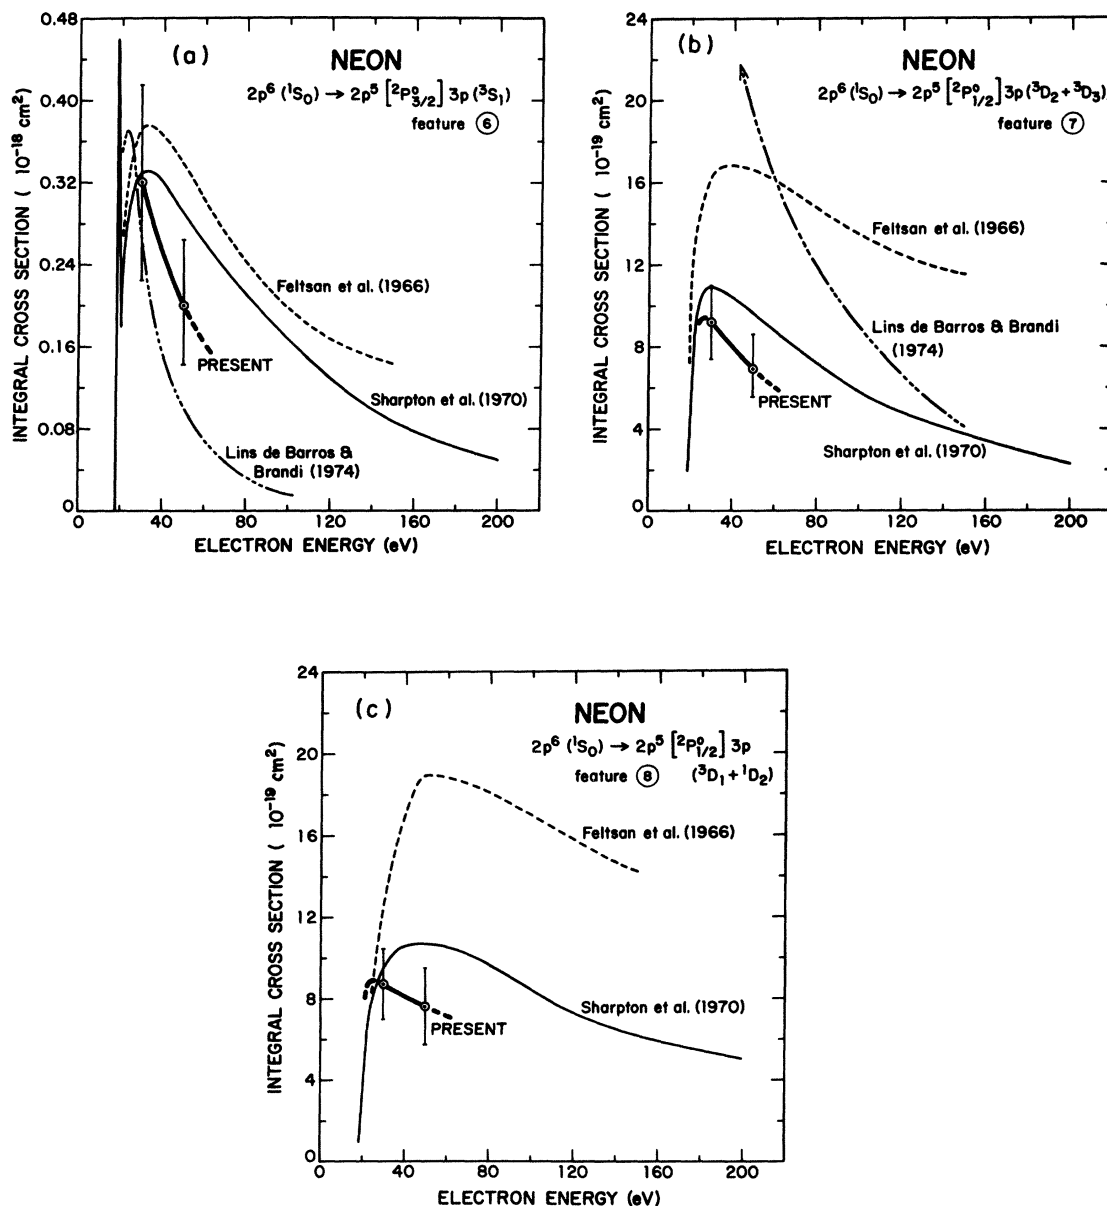 (a)
NEON
2p⁶ (¹S₀) → 2p⁵ [²P°₃/₂] 3p (³S₁)
feature ⑥
INTEGRAL CROSS SECTION ( 10⁻¹⁸ cm²)
0.48
0.40
0.32
0.24
0.16
0.08
0
Feltsan et al. (1966)
PRESENT
Sharpton et al. (1970)
Lins de Barros &
Brandi (1974)
0 40 80 120 160 200
ELECTRON ENERGY (eV)
(b)
NEON
2p⁶ (¹S₀) → 2p⁵ [²P°₁/₂] 3p (³D₂ + ³D₃)
feature ⑦
INTEGRAL CROSS SECTION ( 10⁻¹⁹ cm²)
24
20
16
12
8
4
0
Feltsan et al. (1966)
Lins de Barros & Brandi
(1974)
PRESENT
Sharpton et al. (1970)
0 40 80 120 160 200
ELECTRON ENERGY (eV)
(c)
NEON
2p⁶ (¹S₀) → 2p⁵ [²P°₁/₂] 3p
feature ⑧ (³D₁ + ¹D₂)
INTEGRAL CROSS SECTION ( 10⁻¹⁹ cm²)
24
20
16
12
8
4
0
Feltsan et al. (1966)
Sharpton et al. (1970)
PRESENT
0 40 80 120 160 200
ELECTRON ENERGY (eV)